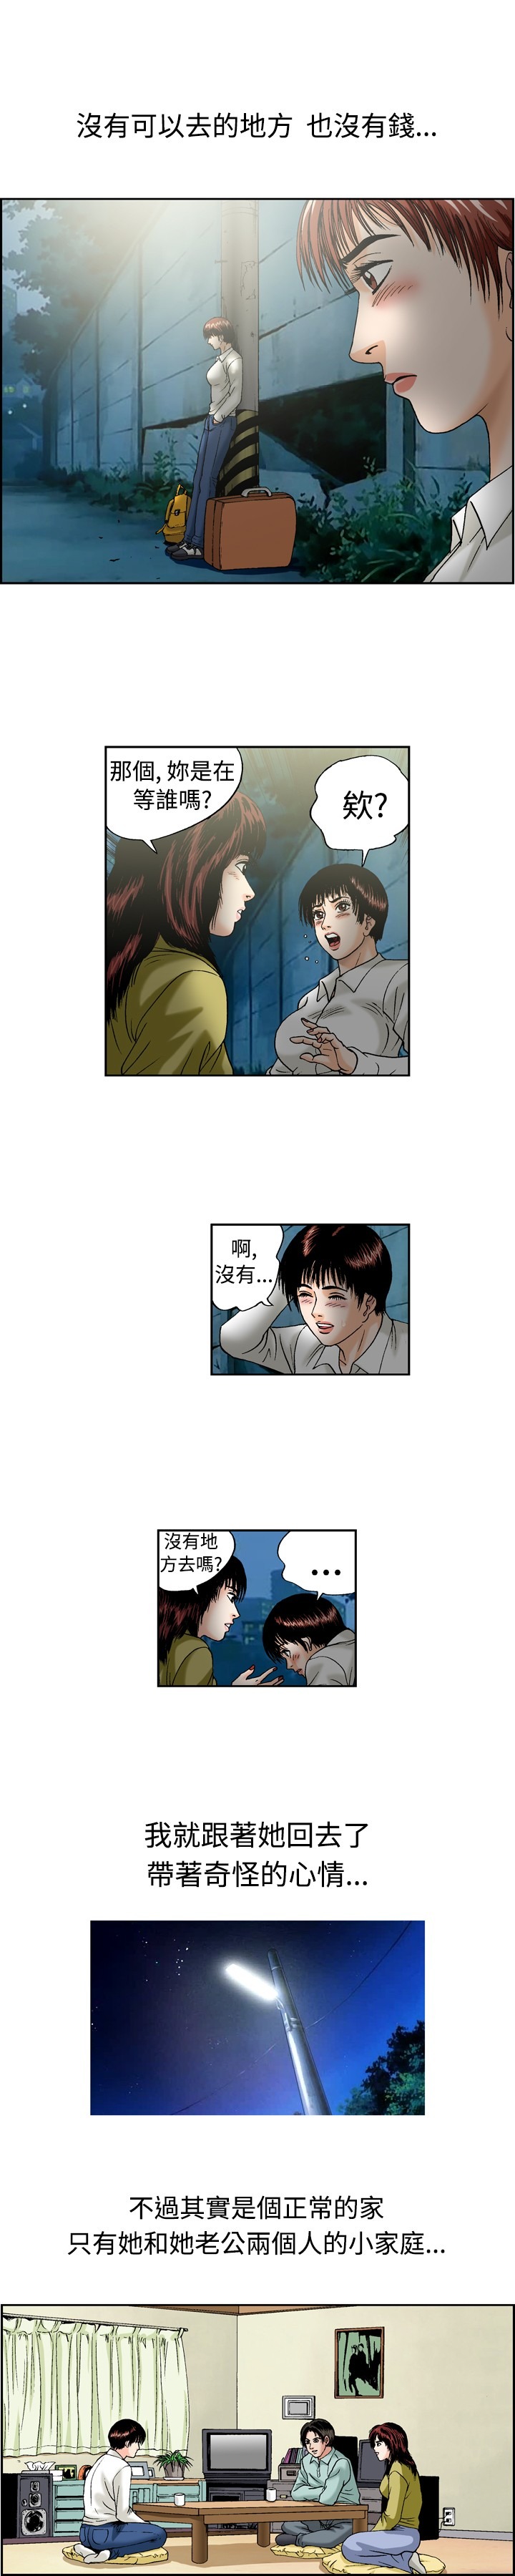 沒有可以去的地方 也沒有錢...
那個, 妳是在
等誰嗎?
欸?
啊,
沒有...
沒有地
方去嗎?
...
我就跟著她回去了
帶著奇怪的心情...
不過其實是個正常的家
只有她和她老公兩個人的小家庭...